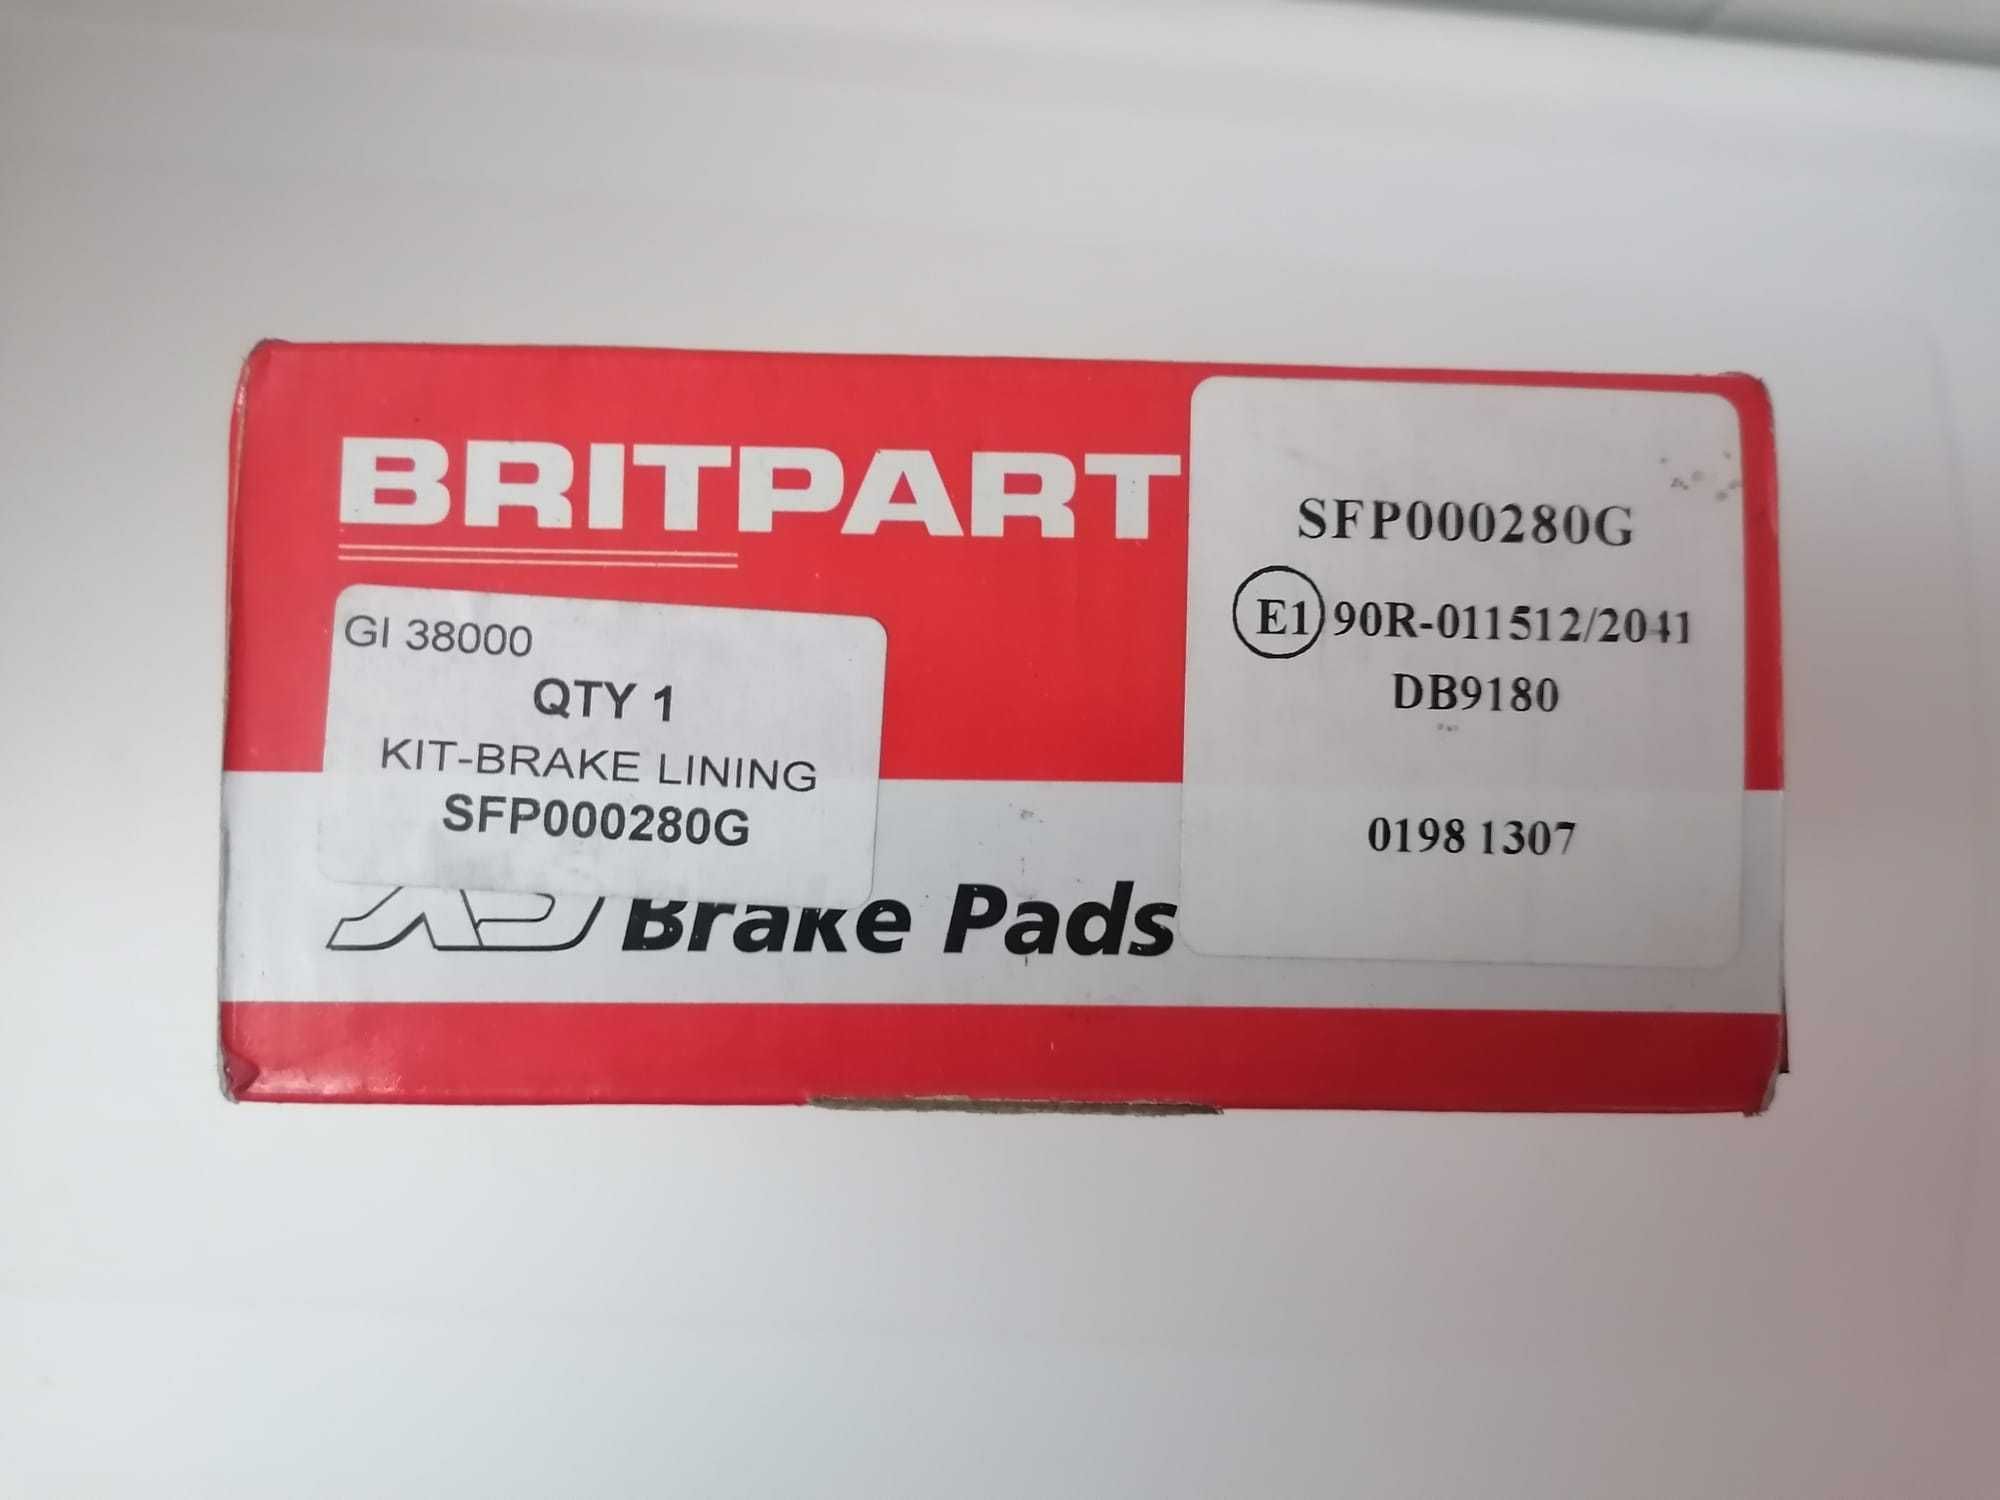 BRITPART
GI 38000
QTY 1
KIT-BRAKE LINING
SFP000280G
Brake Pads
SFP000280G
E1 90R-011512/2041
DB9180
0198 1307